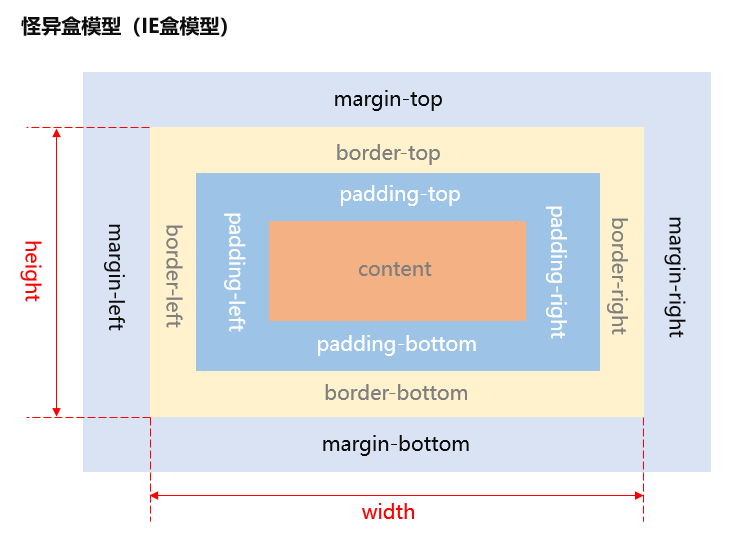 怪异盒模型（IE盒模型）
margin-top
border-top
padding-top
height
margin-left
border-left
padding-left
content
padding-right
border-right
margin-right
padding-bottom
border-bottom
margin-bottom
width